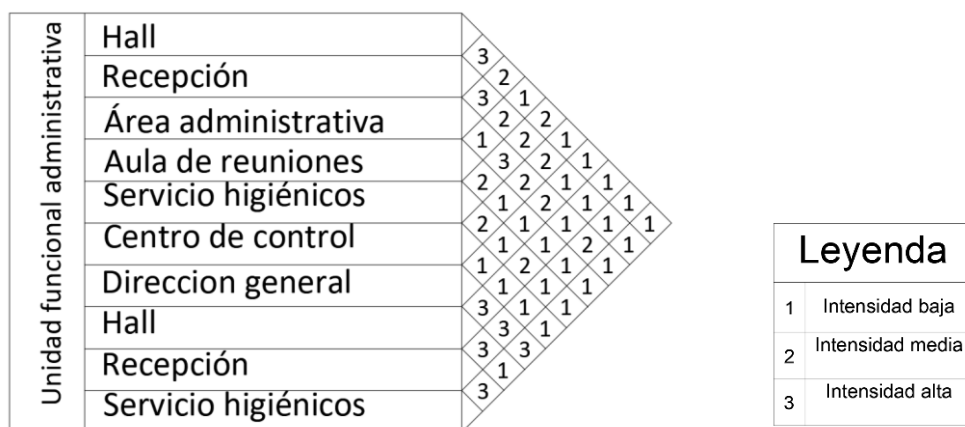 Unidad funcional administrativa
Hall
3
Recepción
2
3 1
Área administrativa
2 2
1 2 1
Aula de reuniones
3 2 1
2 2 1 1
Servicio higiénicos
1 2 1 1
2 1 1 1 1
Centro de control
1 1 2 1
1 2 1 1
Direccion general
1 1 1
3 1 1
Hall
3 1
3 3
Recepción
1
3
Servicio higiénicos
Leyenda
1 Intensidad baja
2 Intensidad media
3 Intensidad alta